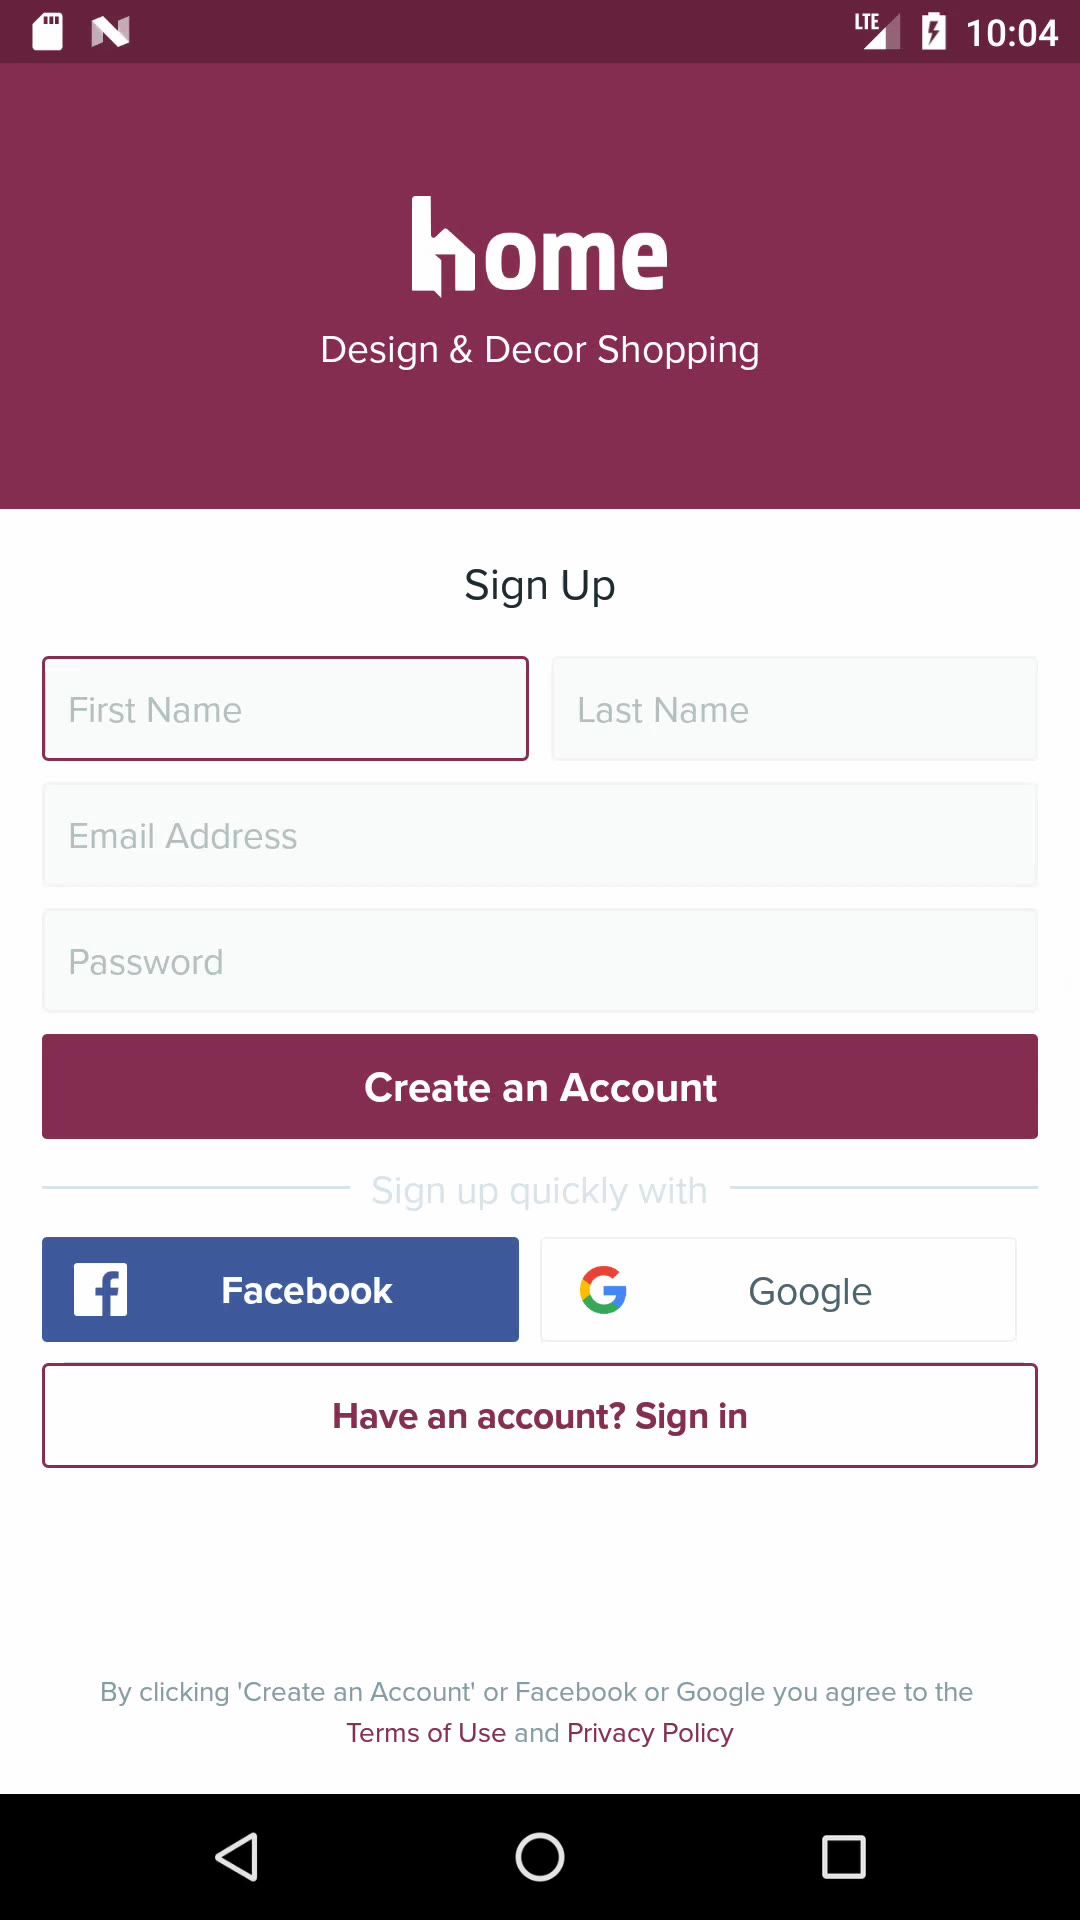 LTE 10:04
home
Design & Decor Shopping
Sign Up
First Name Last Name
Email Address
Password
Create an Account
Sign up quickly with
Facebook Google
Have an account? Sign in
By clicking 'Create an Account' or Facebook or Google you agree to the
Terms of Use and Privacy Policy